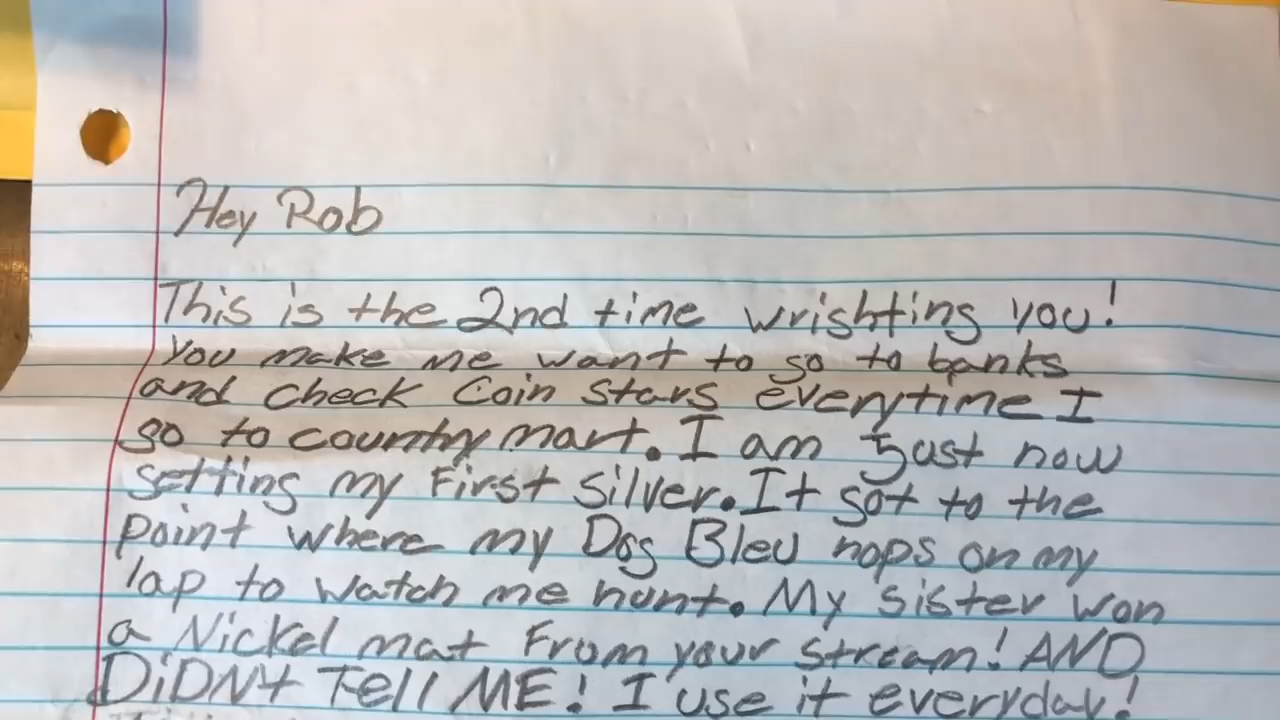 Hey Rob
This is the 2nd time wrishting you!
You make me want to go to banks
and check Coin Stars everytime I
go to country mart. I am Just now
getting my First silver. It got to the
point where my Dog Bleu hops on my
lap to watch me hunt. My sister won
a Nickel mat From your stream! AND
DiDNt Tell ME! I use it everyday!